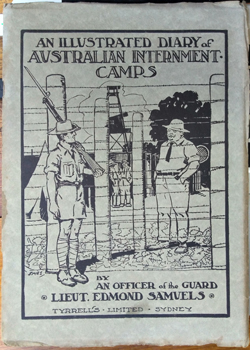 AN ILLUSTRATED DIARY of
AUSTRALIAN INTERNMENT
CAMPS
BY
AN OFFICER of the GUARD
LIEUT. EDMOND SAMUELS
TYRRELL'S · LIMITED · SYDNEY